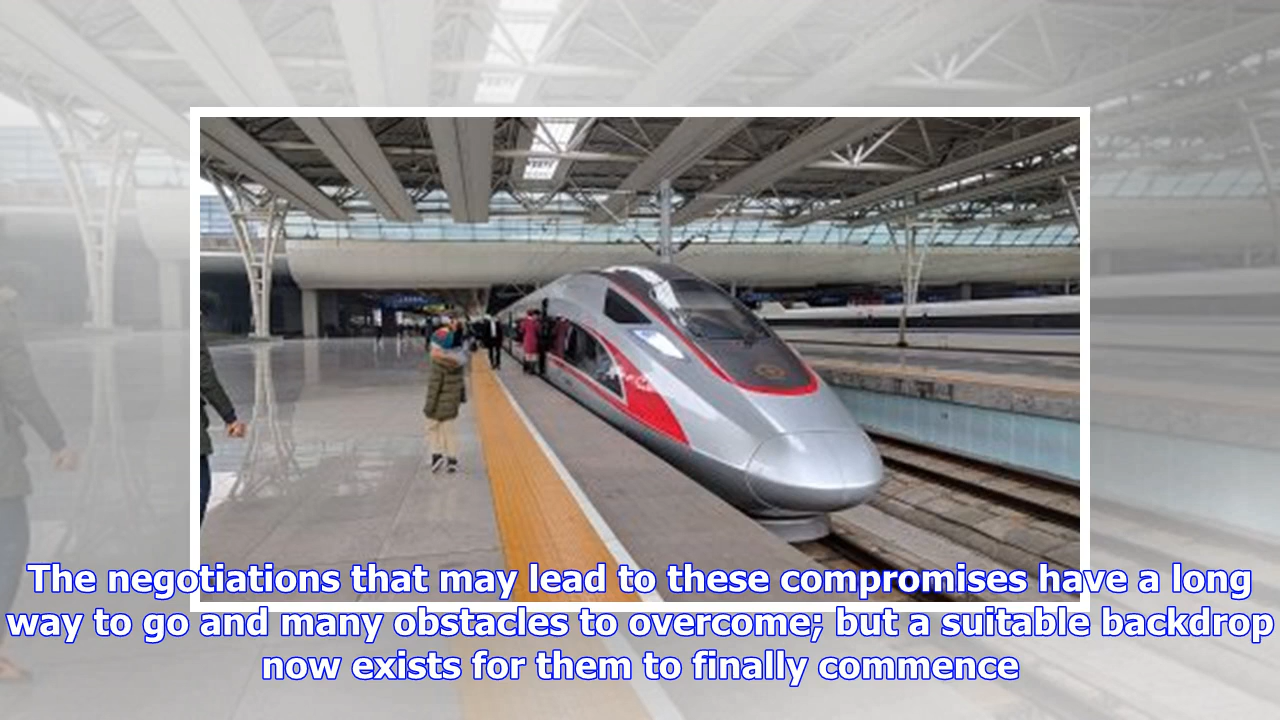 The negotiations that may lead to these compromises have a long
way to go and many obstacles to overcome; but a suitable backdrop
now exists for them to finally commence